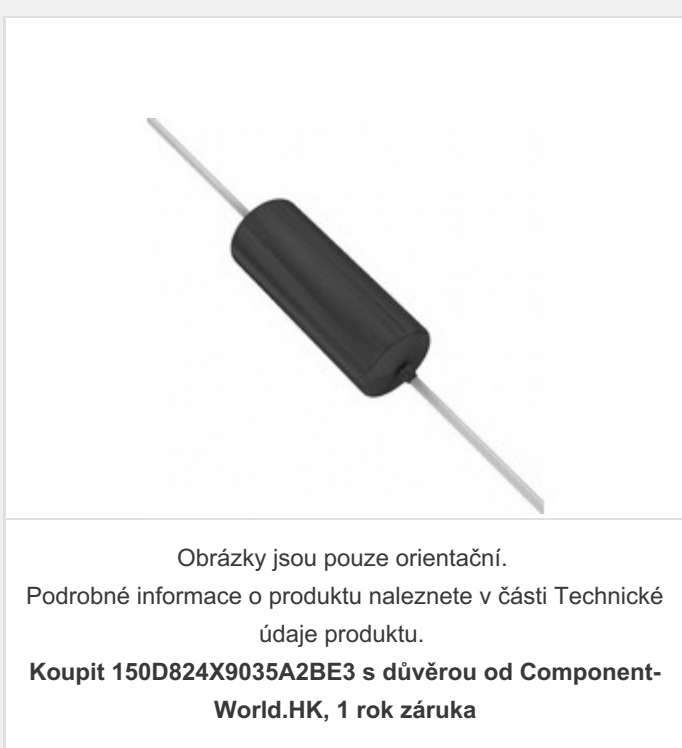 Obrázky jsou pouze orientační.
Podrobné informace o produktu naleznete v části Technické
údaje produktu.
Koupit 150D824X9035A2BE3 s důvěrou od Component-
World.HK, 1 rok záruka